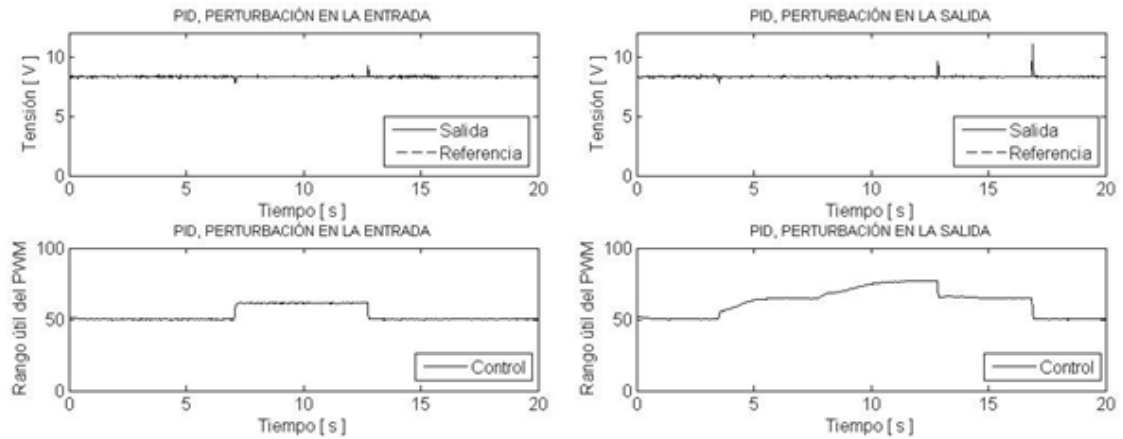 PID, PERTURBACIÓN EN LA ENTRADA
Tensión [ V ]
10
5
0
Salida
Referencia
0 5 10 15 20
Tiempo [ s ]
PID, PERTURBACIÓN EN LA SALIDA
Tensión [ V ]
10
5
0
Salida
Referencia
0 5 10 15 20
Tiempo [ s ]
PID, PERTURBACIÓN EN LA ENTRADA
Rango útil del PWM
100
50
0
Control
0 5 10 15 20
Tiempo [ s ]
PID, PERTURBACIÓN EN LA SALIDA
Rango útil del PWM
100
50
0
Control
0 5 10 15 20
Tiempo [ s ]